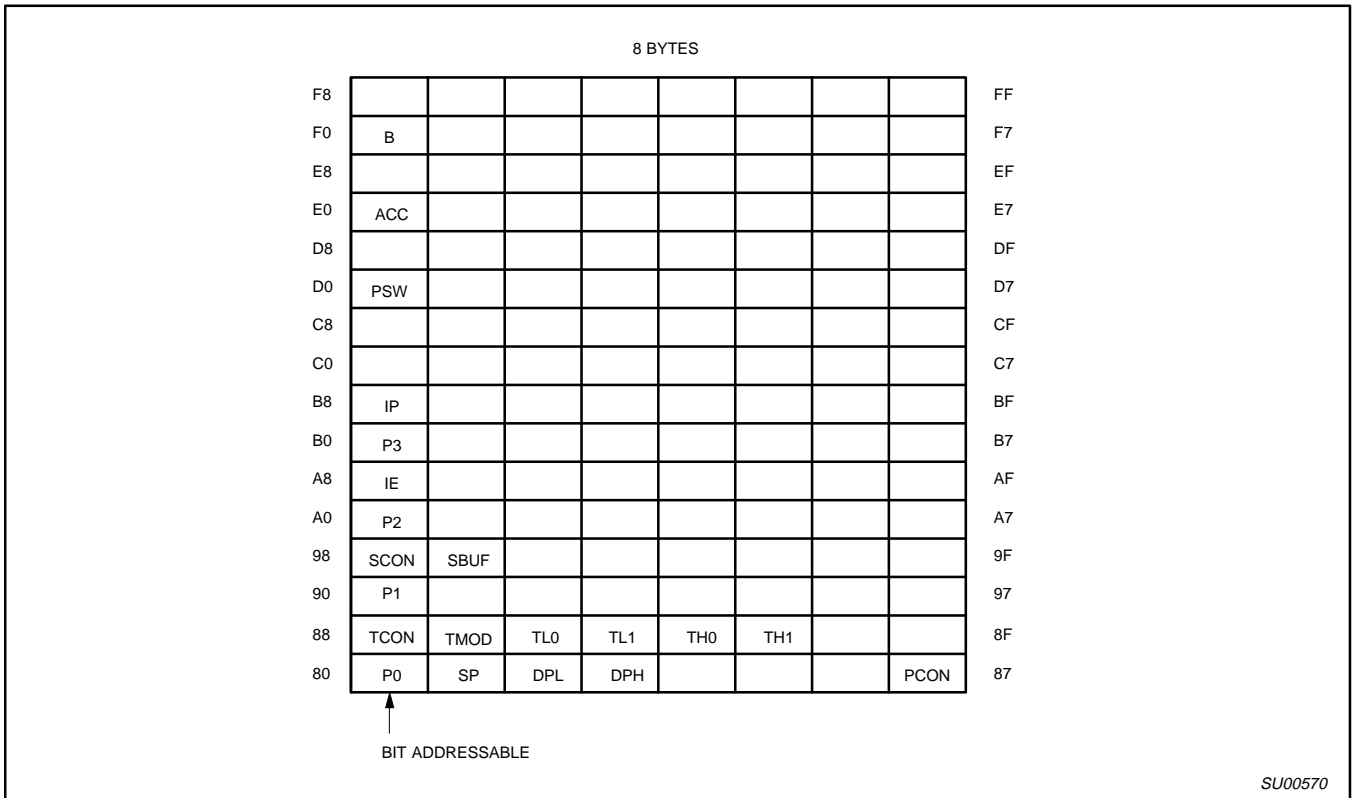 8 BYTES
F8 FF
F0 B F7
E8 EF
E0 ACC E7
D8 DF
D0 PSW D7
C8 CF
C0 C7
B8 IP BF
B0 P3 B7
A8 IE AF
A0 P2 A7
98 SCON SBUF 9F
90 P1 97
88 TCON TMOD TL0 TL1 TH0 TH1 8F
80 P0 SP DPL DPH PCON 87
BIT ADDRESSABLE
SU00570